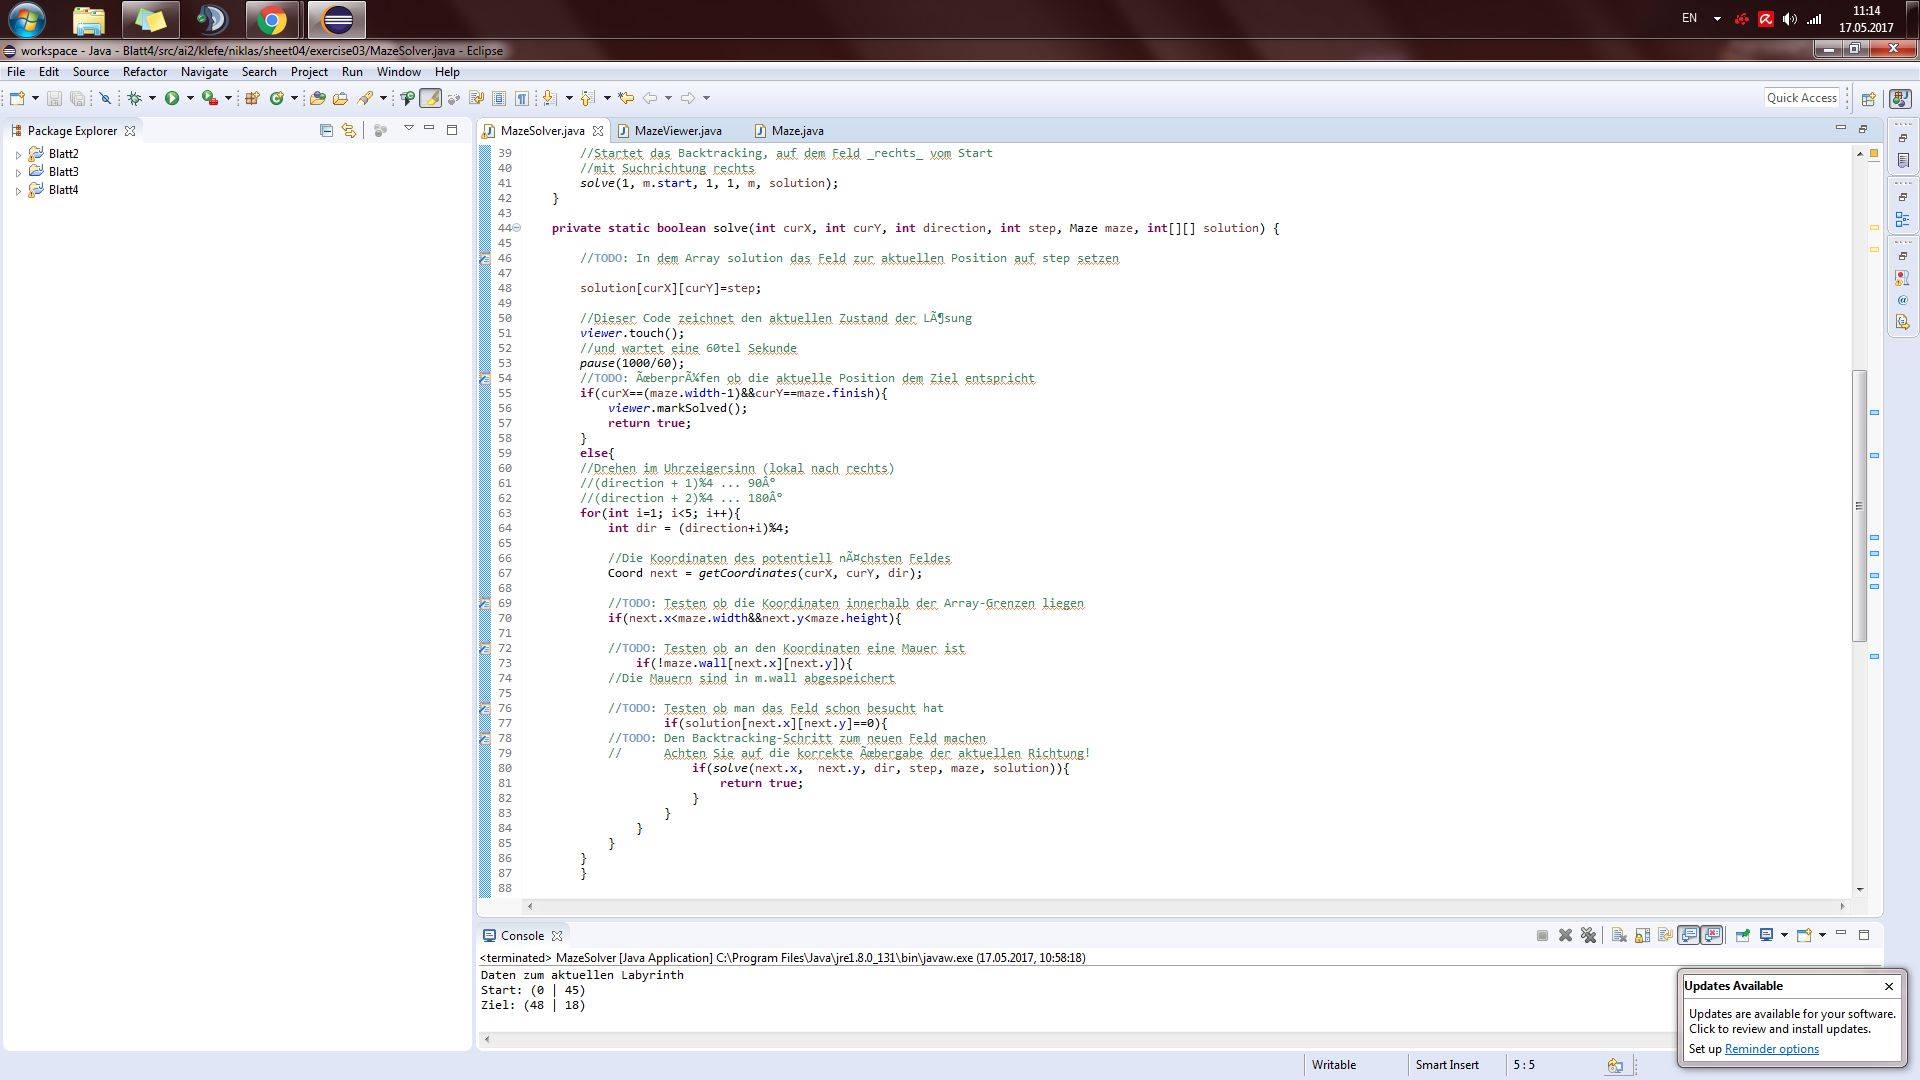 EN
11:14
17.05.2017
workspace - Java - Blatt4/src/ai2/klefe/niklas/sheet04/exercise03/MazeSolver.java - Eclipse
File Edit Source Refactor Navigate Search Project Run Window Help
Quick Access
Package Explorer
Blatt2
Blatt3
Blatt4
MazeSolver.java MazeViewer.java Maze.java
39 //Startet das Backtracking, auf dem Feld _rechts_ vom Start
40 //mit Suchrichtung rechts
41 solve(1, m.start, 1, 1, m, solution);
42 }
43
44 private static boolean solve(int curX, int curY, int direction, int step, Maze maze, int[][] solution) {
45
46 //TODO: In dem Array solution das Feld zur aktuellen Position auf step setzen
47
48 solution[curX][curY]=step;
49
50 //Dieser Code zeichnet den aktuellen Zustand der LÃ¶sung
51 viewer.touch();
52 //und wartet eine 60tel Sekunde
53 pause(1000/60);
54 //TODO: ÃœberprÃ¼fen ob die aktuelle Position dem Ziel entspricht
55 if(curX==(maze.width-1)&&curY==maze.finish){
56 viewer.markSolved();
57 return true;
58 }
59 else{
60 //Drehen im Uhrzeigersinn (lokal nach rechts)
61 //(direction + 1)%4 ... 90Â°
62 //(direction + 2)%4 ... 180Â°
63 for(int i=1; i<5; i++){
64 int dir = (direction+i)%4;
65
66 //Die Koordinaten des potentiell nÃ¤chsten Feldes
67 Coord next = getCoordinates(curX, curY, dir);
68
69 //TODO: Testen ob die Koordinaten innerhalb der Array-Grenzen liegen
70 if(next.x<maze.width&&next.y<maze.height){
71
72 //TODO: Testen ob an den Koordinaten eine Mauer ist
73 if(!maze.wall[next.x][next.y]){
74 //Die Mauern sind in m.wall abgespeichert
75
76 //TODO: Testen ob man das Feld schon besucht hat
77 if(solution[next.x][next.y]==0){
78 //TODO: Den Backtracking-Schritt zum neuen Feld machen
79 // Achten Sie auf die korrekte Ãœbergabe der aktuellen Richtung!
80 if(solve(next.x, next.y, dir, step, maze, solution)){
81 return true;
82 }
83 }
84 }
85 }
86 }
87 }
88
Console
<terminated> MazeSolver [Java Application] C:\Program Files\Java\jre1.8.0_131\bin\javaw.exe (17.05.2017, 10:58:18)
Daten zum aktuellen Labyrinth
Start: (0 | 45)
Ziel: (48 | 18)
Updates Available
Updates are available for your software.
Click to review and install updates.
Set up Reminder options
Writable Smart Insert 5 : 5